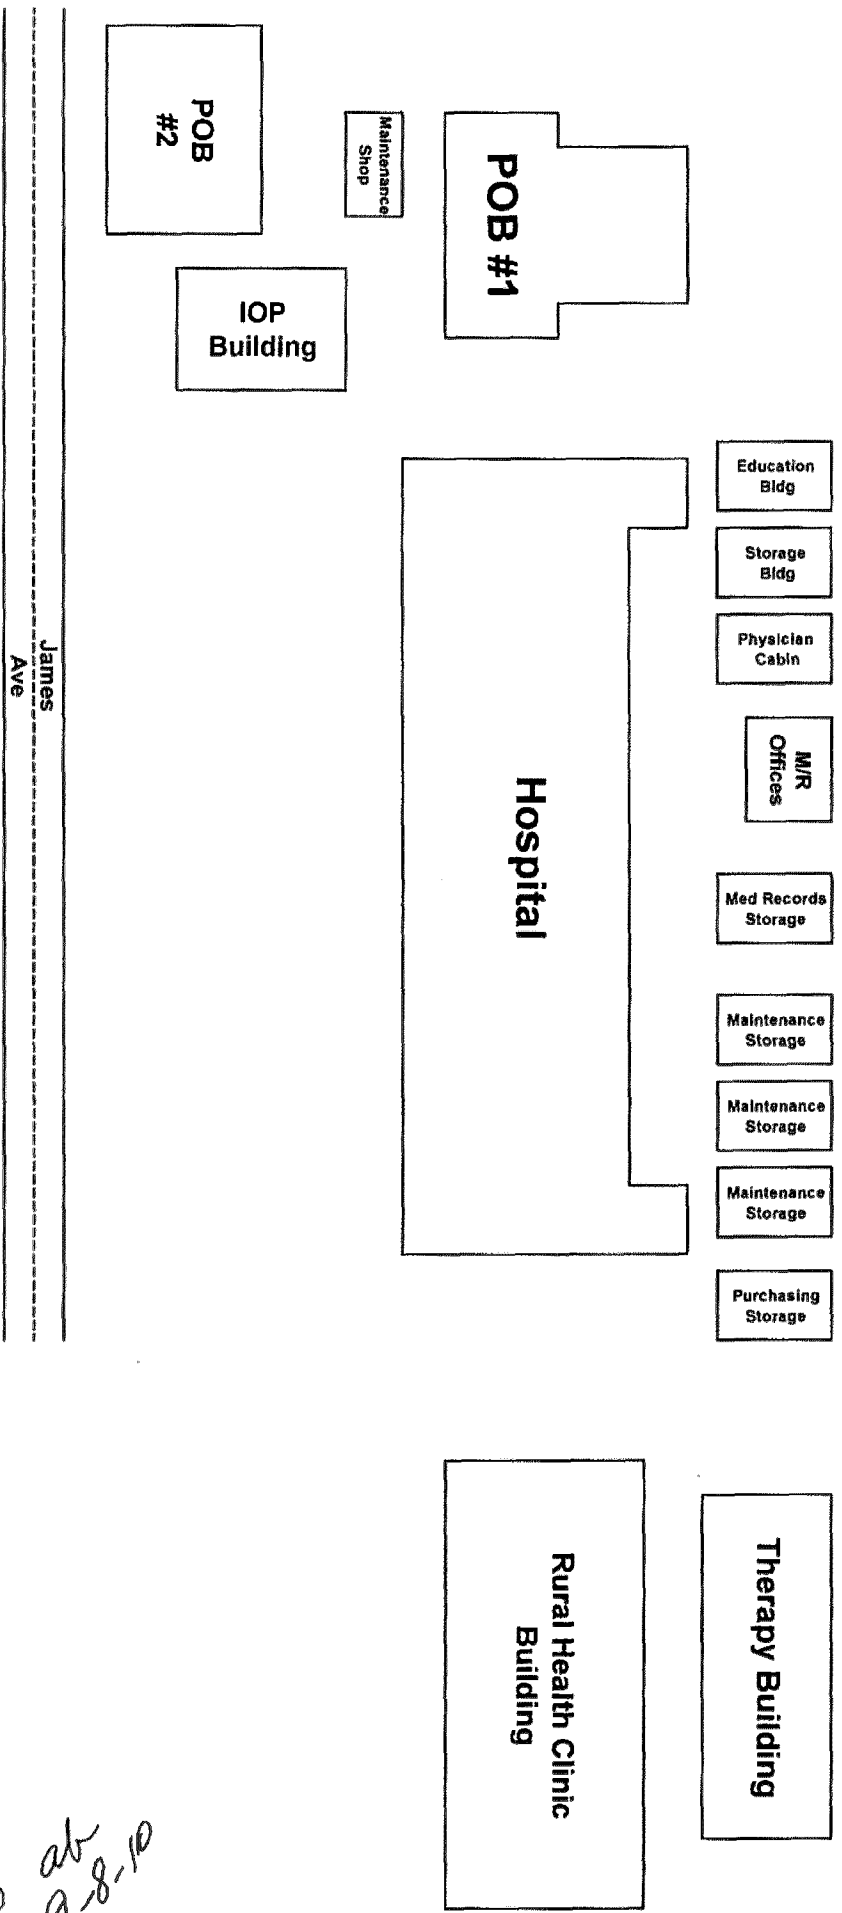 POB
#2
Maintenance
Shop
POB #1
IOP
Building
Education
Bldg
Storage
Bldg
Physician
Cabin
M/R
Offices
Hospital
James
Ave
Med Records
Storage
Maintenance
Storage
Maintenance
Storage
Maintenance
Storage
Purchasing
Storage
Therapy Building
Rural Health Clinic
Building
ab
9-8-10